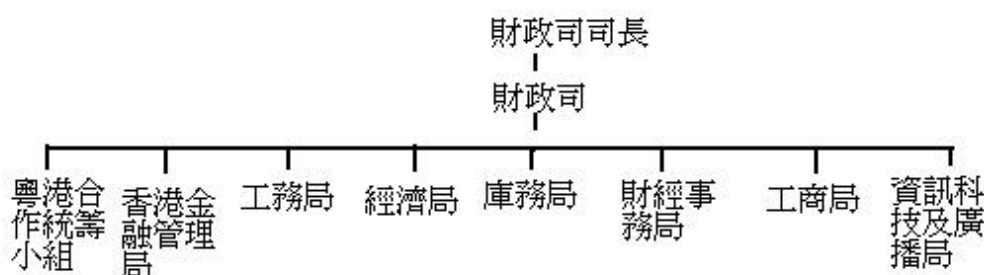 財政司司長
財政司
粵港合
作統籌
小組
香港金
融管理
局
工務局
經濟局
庫務局
財經事
務局
工商局
資訊科
技及廣
播局